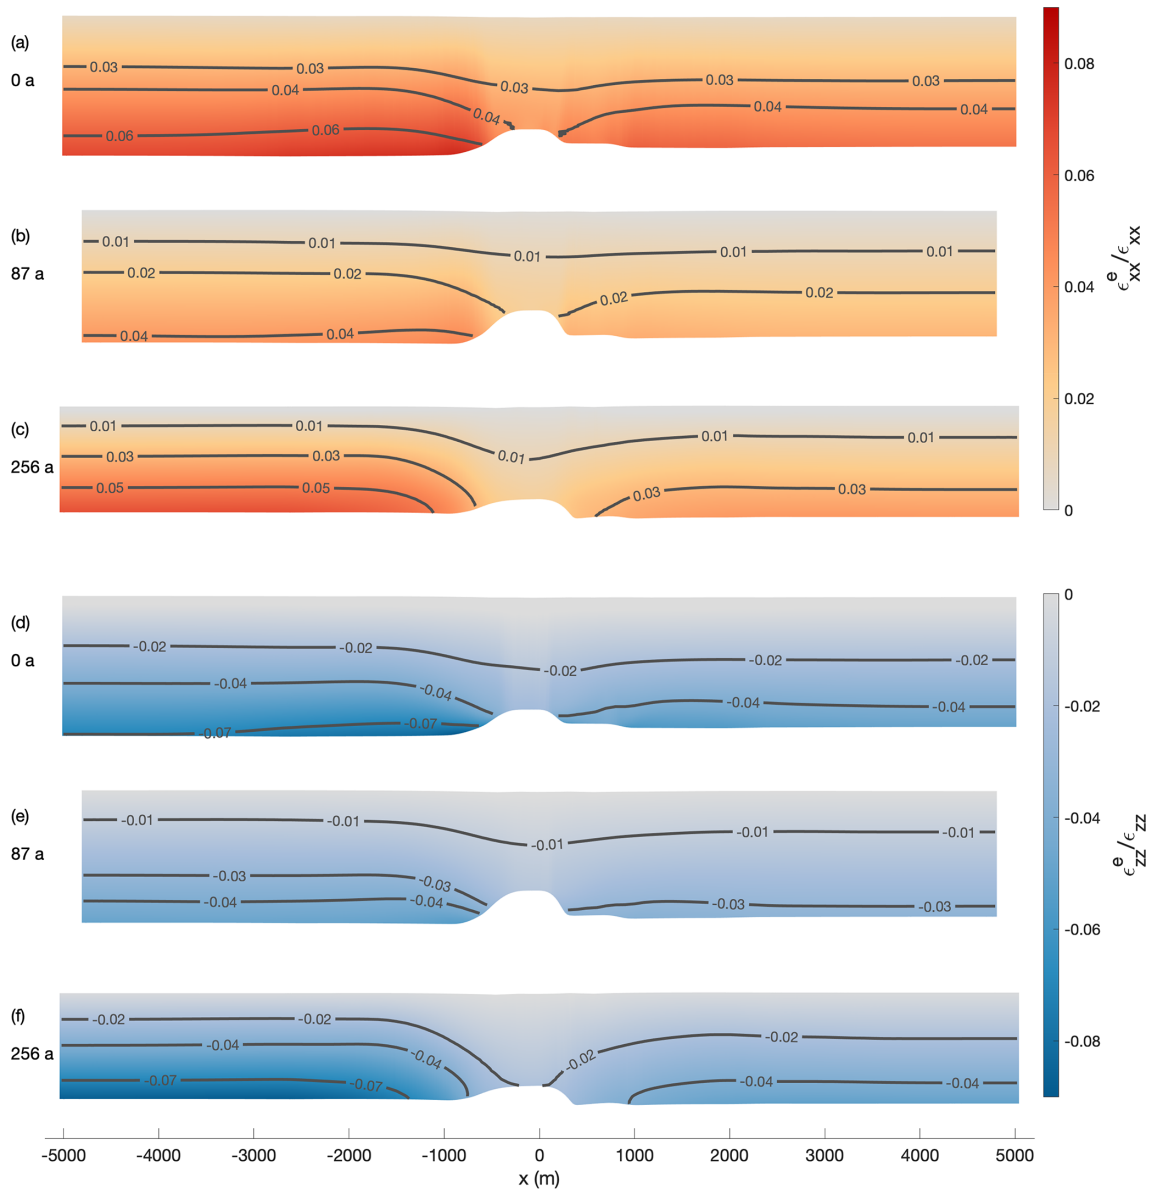 (a)
0 a
0.03 0.03 0.03 0.03 0.03
0.04 0.04 0.04 0.04
0.06 0.06
(b)
87 a
0.01 0.01 0.01 0.01 0.01
0.02 0.02 0.02 0.02
0.04 0.04
(c)
256 a
0.01 0.01 0.01 0.01 0.01
0.03 0.03 0.03 0.03
0.05 0.05
0.08
0.06
0.04
0.02
0
ϵᵉxx/ϵxx
(d)
0 a
-0.02 -0.02 -0.02 -0.02 -0.02
-0.04 -0.04 -0.04 -0.04
-0.07 -0.07
(e)
87 a
-0.01 -0.01 -0.01 -0.01 -0.01
-0.03 -0.03 -0.03 -0.03
-0.04 -0.04
(f)
256 a
-0.02 -0.02 -0.02 -0.02
-0.04 -0.04 -0.04 -0.04
-0.07 -0.07
0
-0.02
-0.04
-0.06
-0.08
ϵᵉzz/ϵzz
-5000 -4000 -3000 -2000 -1000 0 1000 2000 3000 4000 5000
x (m)